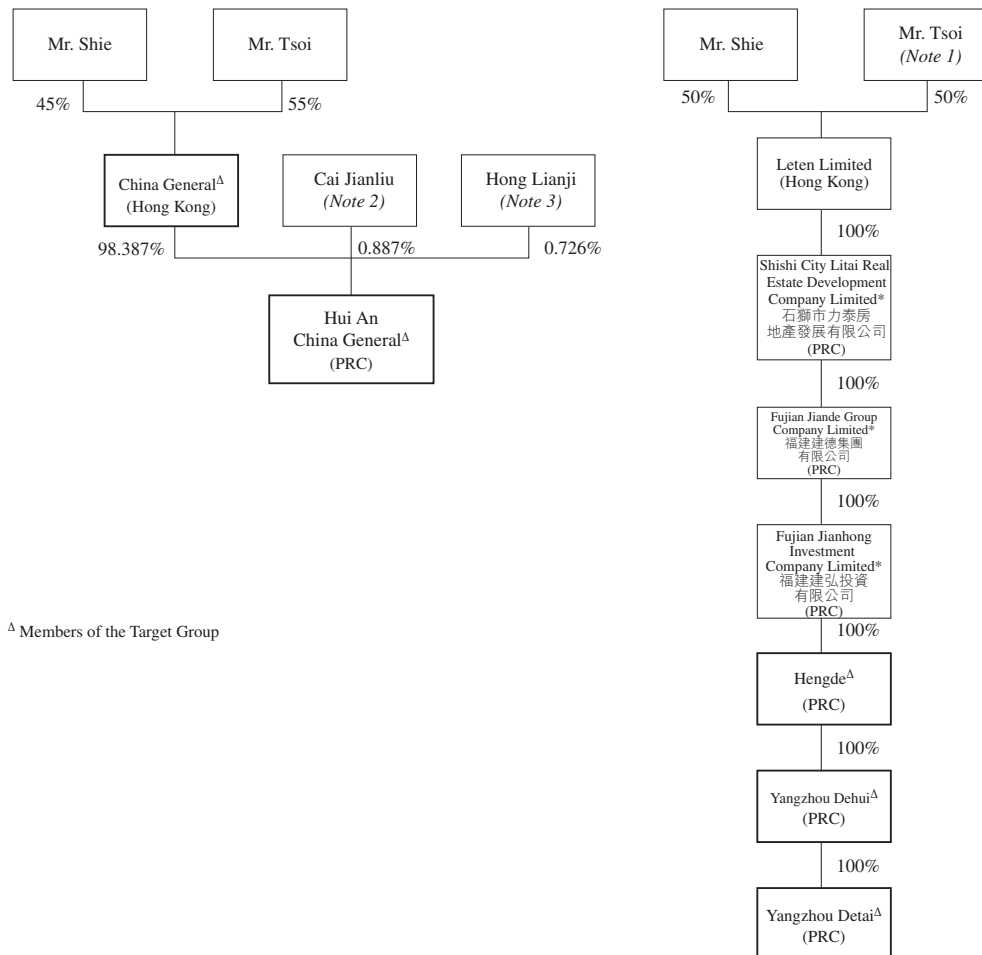 Mr. Shie
Mr. Tsoi
45%
55%
China General^Δ
(Hong Kong)
Cai Jianliu
(Note 2)
Hong Lianji
(Note 3)
98.387%
0.887%
0.726%
Hui An
China General^Δ
(PRC)
Δ Members of the Target Group
Mr. Shie
Mr. Tsoi
(Note 1)
50%
50%
Leten Limited
(Hong Kong)
100%
Shishi City Litai Real
Estate Development
Company Limited*
石獅市力泰房
地產發展有限公司
(PRC)
100%
Fujian Jiande Group
Company Limited*
福建建德集團
有限公司
(PRC)
100%
Fujian Jianhong
Investment
Company Limited*
福建建弘投資
有限公司
(PRC)
100%
Hengde^Δ
(PRC)
100%
Yangzhou Dehui^Δ
(PRC)
100%
Yangzhou Detai^Δ
(PRC)